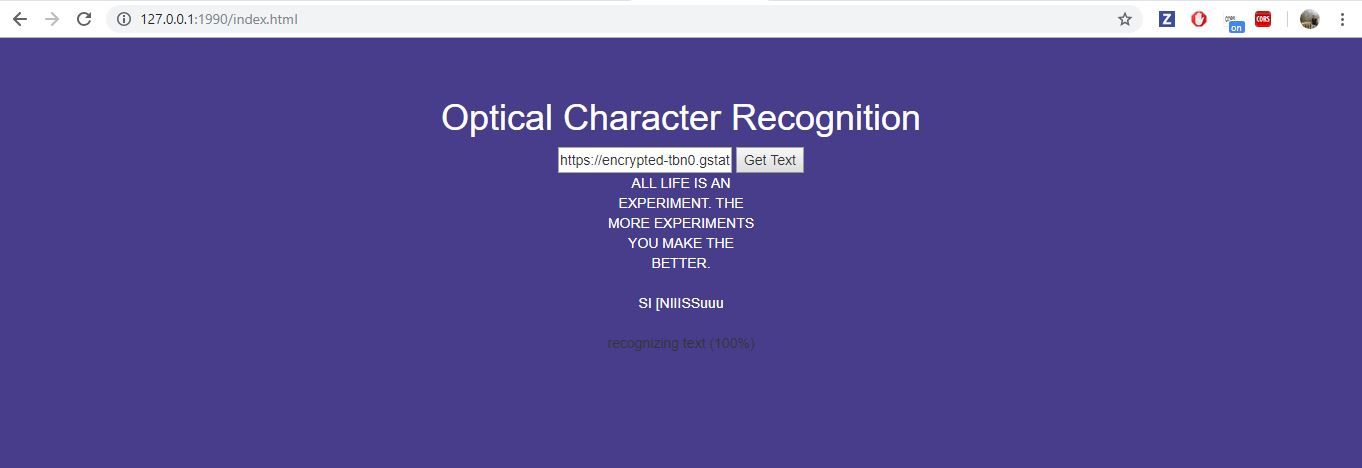 127.0.0.1:1990/index.html
Z
CORS
on
Optical Character Recognition
https://encrypted-tbn0.gstat
Get Text
ALL LIFE IS AN
EXPERIMENT. THE
MORE EXPERIMENTS
YOU MAKE THE
BETTER.
SI [NIIISSuuu
recognizing text (100%)